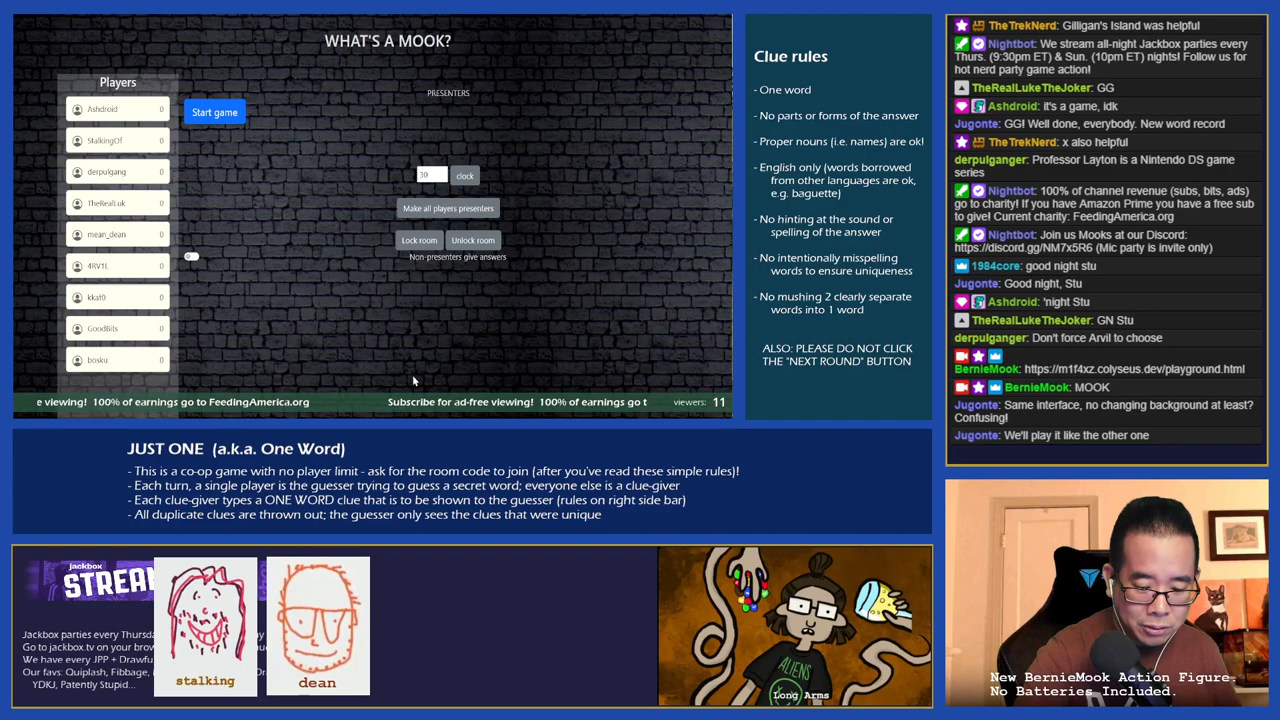 WHAT'S A MOOK?
Players
Ashdroid 0
StalkingOf 0
derpulgang 0
TheRealLuk 0
mean_dean 0
4RV1L 0
kkat0 0
GoodBits 0
bosku 0
Start game
PRESENTERS
30 clock
Make all players presenters
Lock room Unlock room
Non-presenters give answers
e viewing! 100% of earnings go to FeedingAmerica.org Subscribe for ad-free viewing! 100% of earnings go t
viewers: 11
Clue rules
- One word
- No parts or forms of the answer
- Proper nouns (i.e. names) are ok!
- English only (words borrowed
from other languages are ok,
e.g. baguette)
- No hinting at the sound or
spelling of the answer
- No intentionally misspelling
words to ensure uniqueness
- No mushing 2 clearly separate
words into 1 word
ALSO: PLEASE DO NOT CLICK
THE "NEXT ROUND" BUTTON
TheTrekNerd: Gilligan's Island was helpful
Nightbot: We stream all-night Jackbox parties every
Thurs. (9:30pm ET) & Sun. (10pm ET) nights! Follow us for
hot nerd party game action!
TheRealLukeTheJoker: GG
Ashdroid: it's a game, idk
Jugonte: GG! Well done, everybody. New word record
TheTrekNerd: x also helpful
derpulganger: Professor Layton is a Nintendo DS game
series
Nightbot: 100% of channel revenue (subs, bits, ads)
go to charity! If you have Amazon Prime you have a free sub
to give! Current charity: FeedingAmerica.org
Nightbot: Join us Mooks at our Discord:
https://discord.gg/NM7x5R6 (Mic party is invite only)
1984core: good night stu
Jugonte: Good night, Stu
Ashdroid: 'night Stu
TheRealLukeTheJoker: GN Stu
derpulganger: Don't force Arvil to choose
BernieMook: https://m1f4xz.colyseus.dev/playground.html
BernieMook: MOOK
Jugonte: Same interface, no changing background at least?
Confusing!
Jugonte: We'll play it like the other one
JUST ONE (a.k.a. One Word)
- This is a co-op game with no player limit - ask for the room code to join (after you've read these simple rules)!
- Each turn, a single player is the guesser trying to guess a secret word; everyone else is a clue-giver
- Each clue-giver types a ONE WORD clue that is to be shown to the guesser (rules on right side bar)
- All duplicate clues are thrown out; the guesser only sees the clues that were unique
jackbox
STREA
Jackbox parties every Thursda
Go to jackbox.tv on your brow
We have every JPP + Drawfu
Our favs: Quiplash, Fibbage,
YDKJ, Patently Stupid...
stalking
dean
ALIENS
Long Arms
New BernieMook Action Figure.
No Batteries Included.